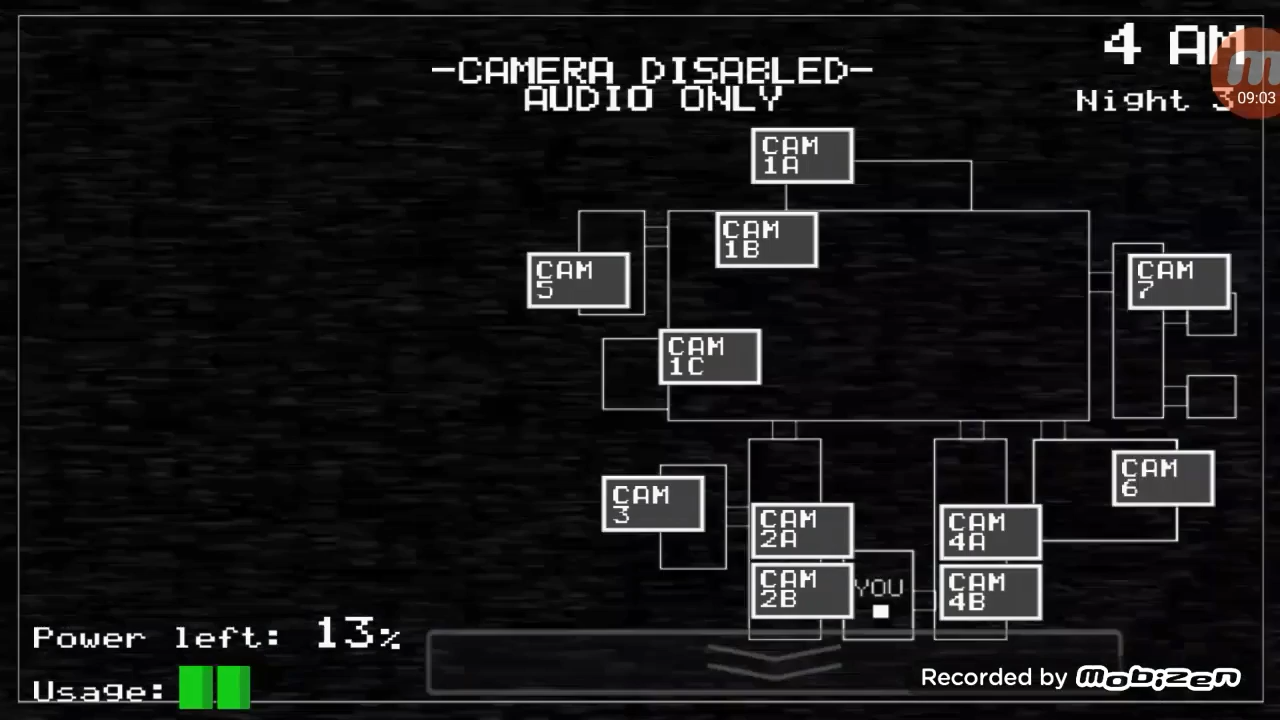 4 AM
-CAMERA DISABLED-
AUDIO ONLY
Night 3
09:03
CAM
1A
CAM
1B
CAM
5
CAM
7
CAM
1C
CAM
6
CAM
3
CAM
2A
CAM
4A
CAM
2B
YOU
CAM
4B
Power left: 13%
Usage:
Recorded by mobizen